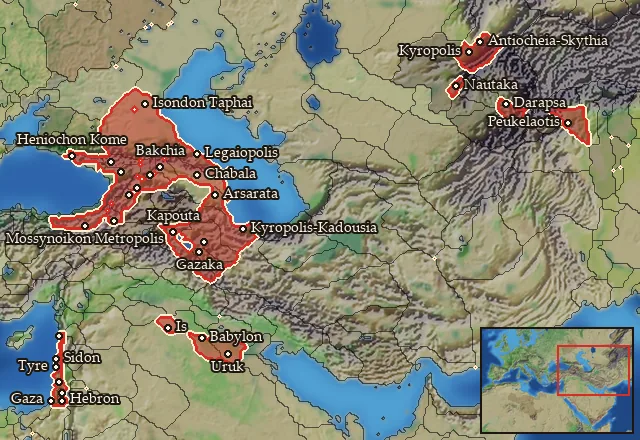 Antiocheia-Skythia
Kyropolis
Nautaka
Isondon Taphai
Darapsa
Peukelaotis
Heniochon Kome
Bakchia
Legaiopolis
Chabala
Arsarata
Kapouta
Kyropolis-Kadousia
Mossynoikon Metropolis
Gazaka
Is
Babylon
Sidon
Tyre
Uruk
Gaza
Hebron